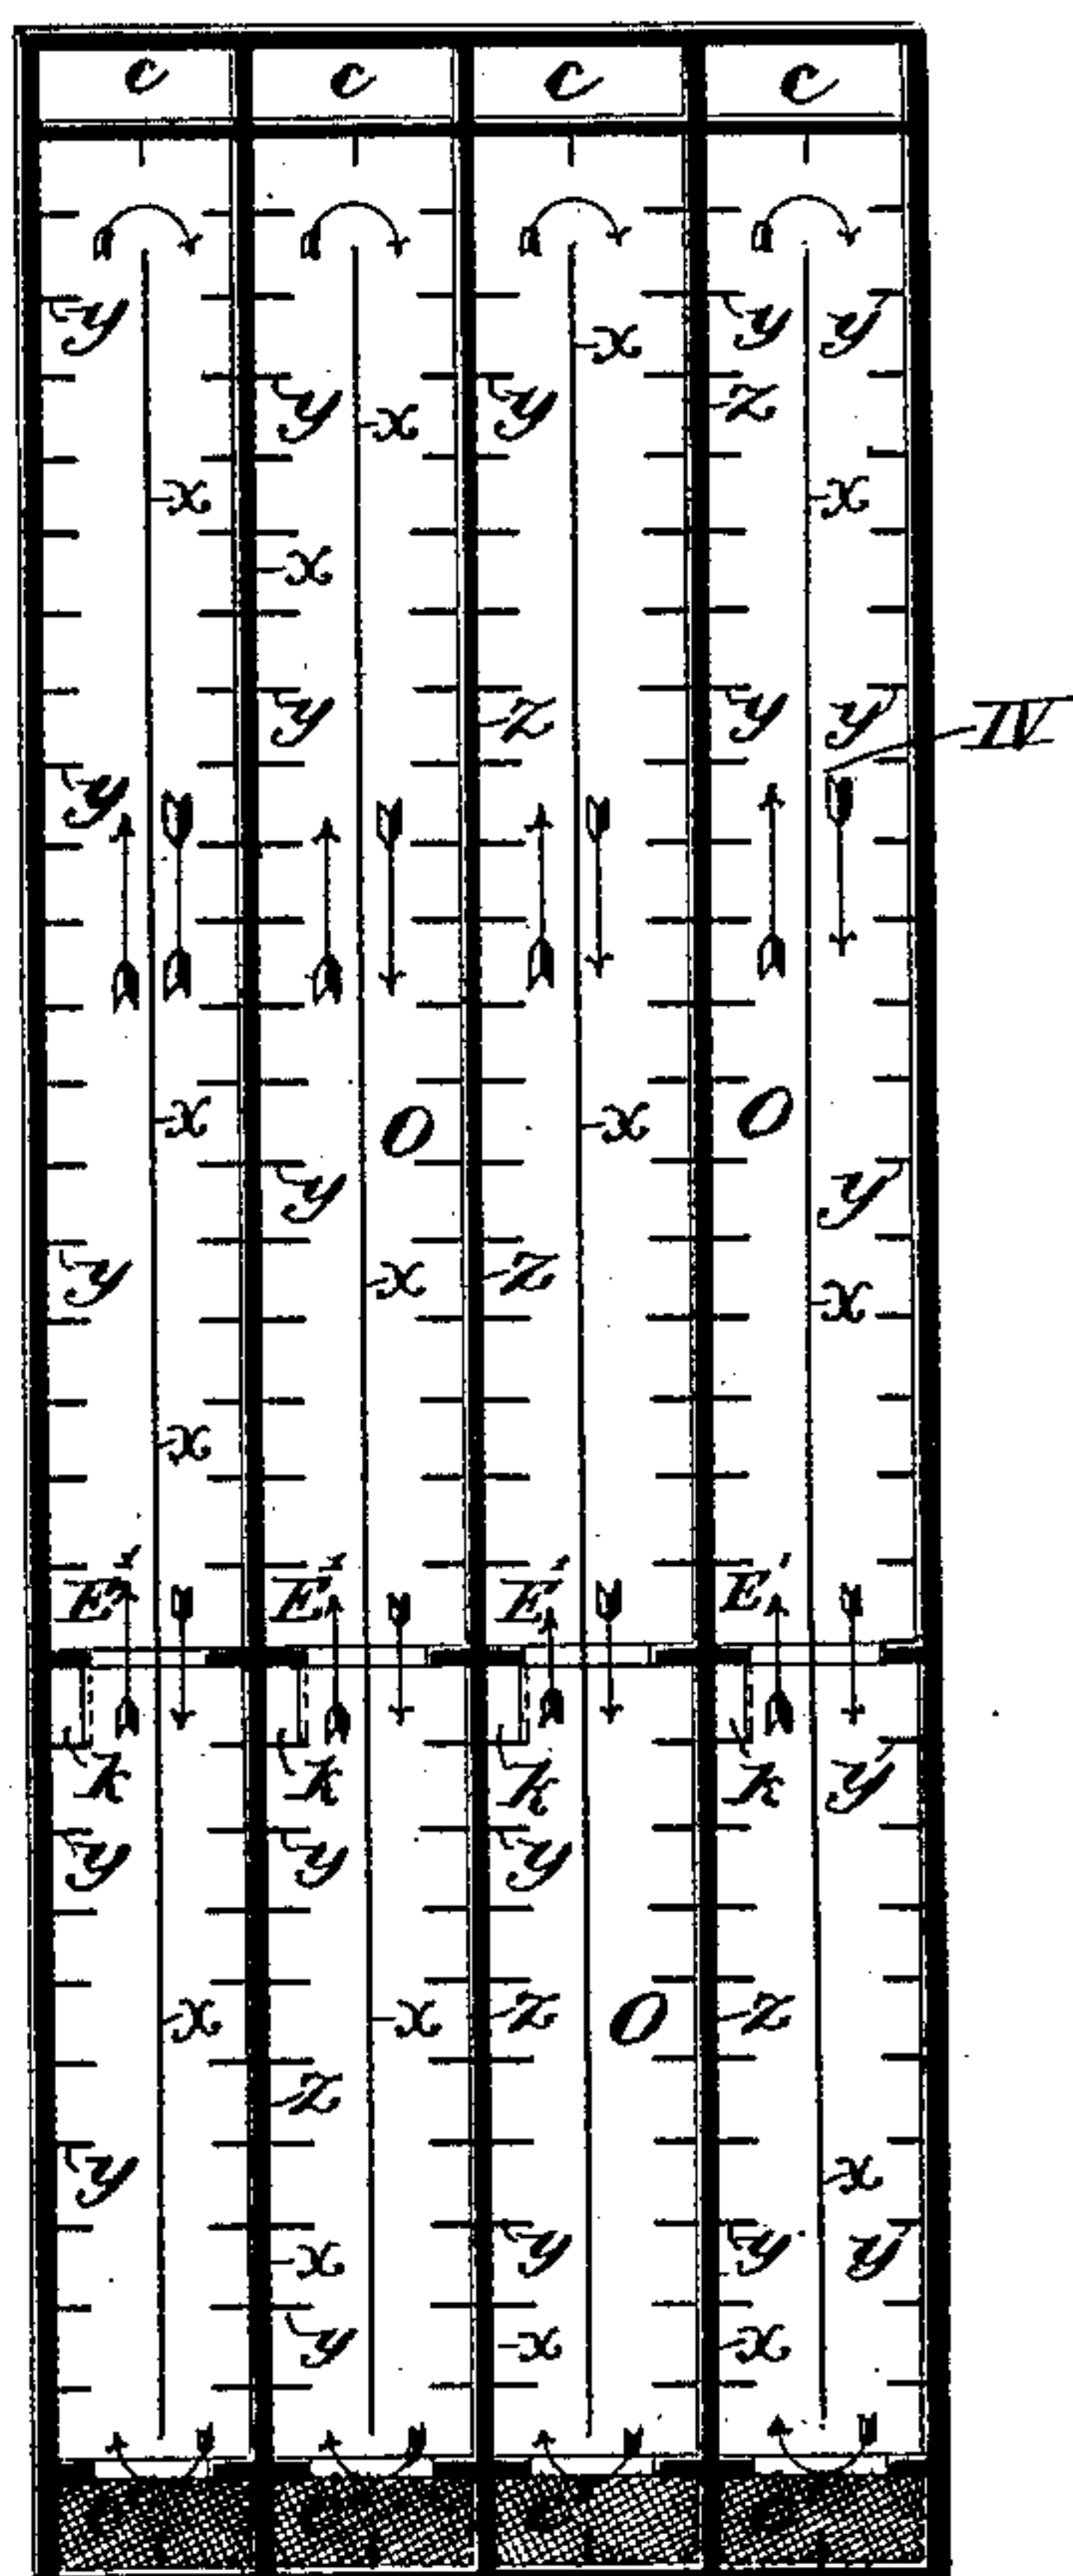 c c c c
x
y y y
z
y y x
x x
x
y z y y
IV
y
x O x O
y y
x z
y x
x
E' E' E' E'
k k k k y
y y y
x x z O z
z
y x
x y y y
y x x